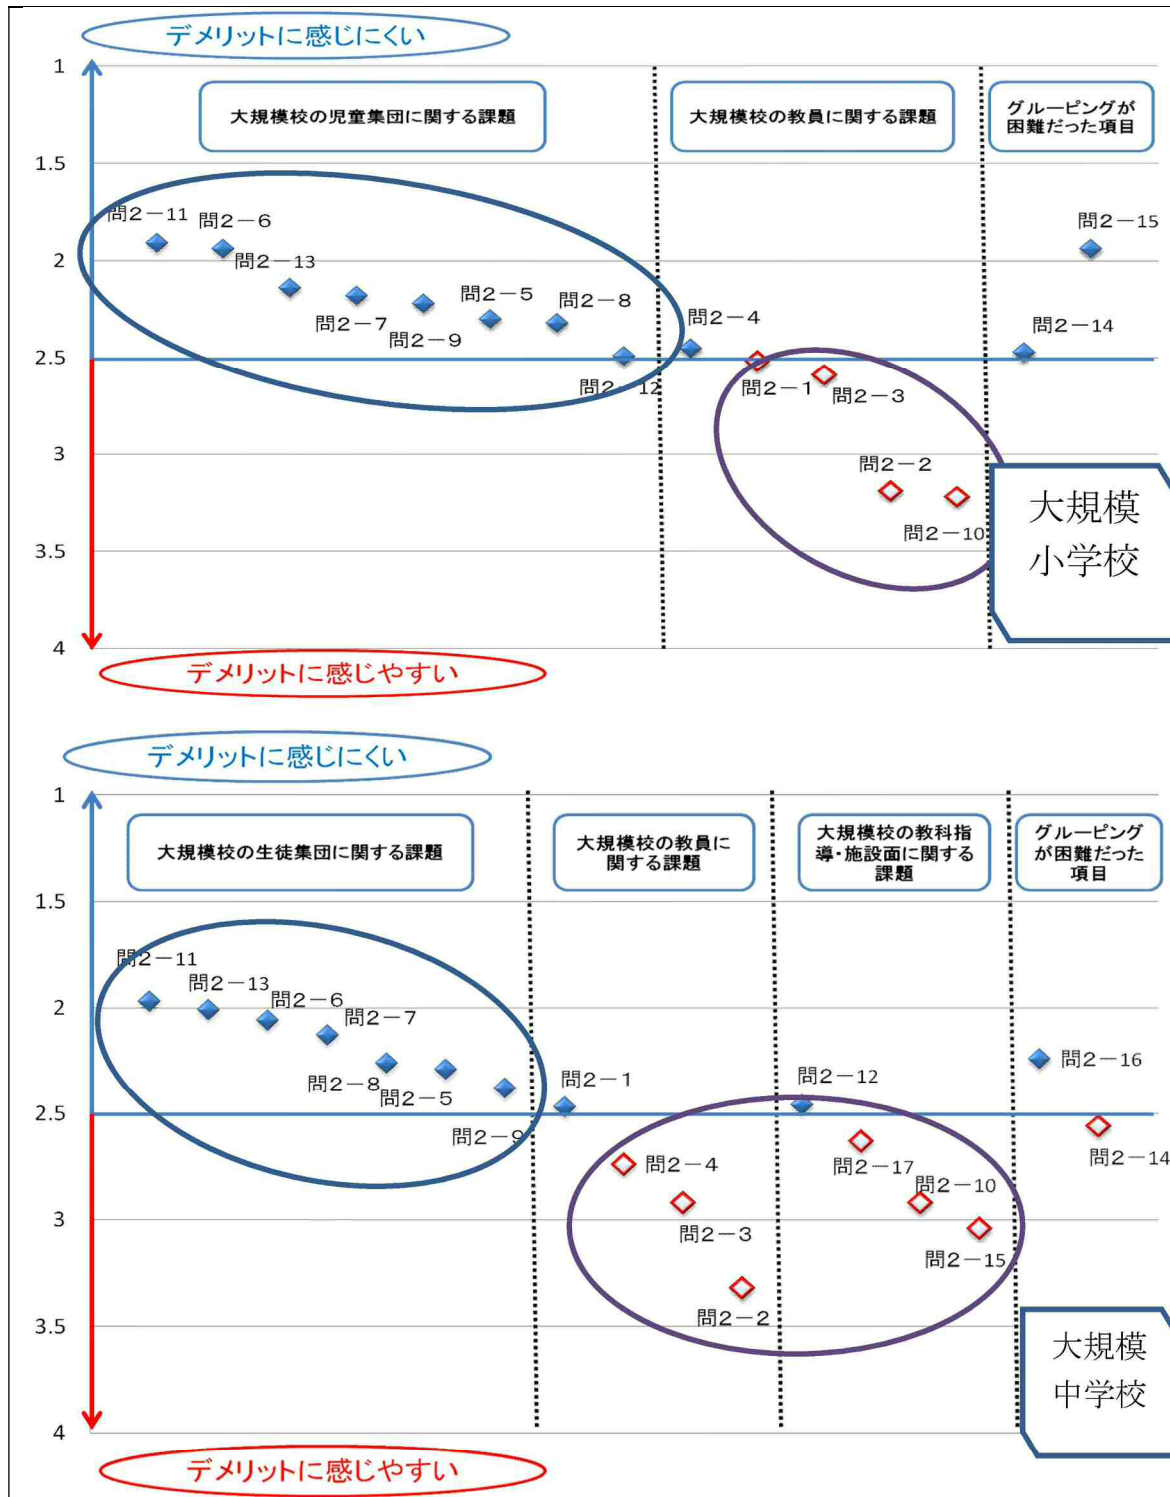 デメリットに感じにくい
1
大規模校の児童集団に関する課題
大規模校の教員に関する課題
グルーピングが
困難だった項目
1.5
問2－11
問2－6
問2－15
2
問2－13
問2－7
問2－9
問2－5
問2－8
問2－4
問2－14
2.5
問2－12
問2－1
問2－3
3
問2－2
問2－10
大規模
小学校
3.5
4
デメリットに感じやすい
デメリットに感じにくい
1
大規模校の生徒集団に関する課題
大規模校の教員に
関する課題
大規模校の教科指
導・施設面に関する
課題
グルーピング
が困難だった
項目
1.5
問2－11
問2－13
問2－6
2
問2－7
問2－8
問2－5
問2－1
問2－12
問2－16
2.5
問2－9
問2－4
問2－17
問2－14
問2－10
3
問2－3
問2－15
問2－2
3.5
大規模
中学校
4
デメリットに感じやすい